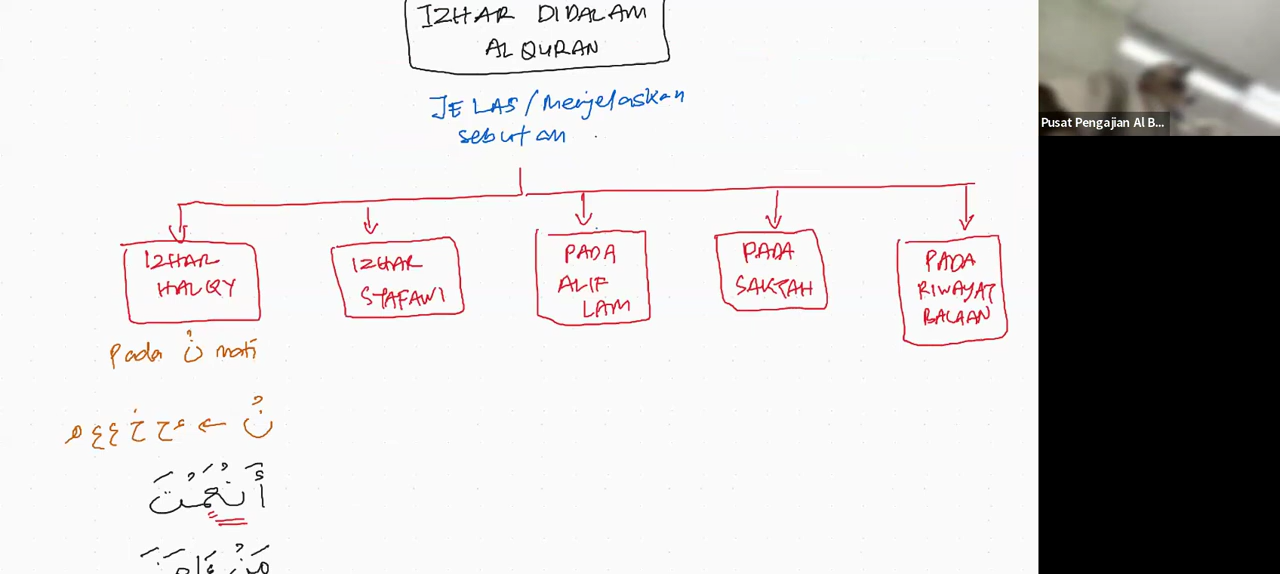 IZHAR DIDALAM
AL QURAN
JELAS/Menjelaskan
sebutan
IZHAR
HALQY
IZHAR
SYAFAWI
PADA
ALIF
LAM
PADA
SAKTAH
PADA
RIWAYAT
BACAAN
Pada نْ mati
نْ ← ء ح خ ع غ ه
أَنْعَمْتَ
Pusat Pengajian Al B...